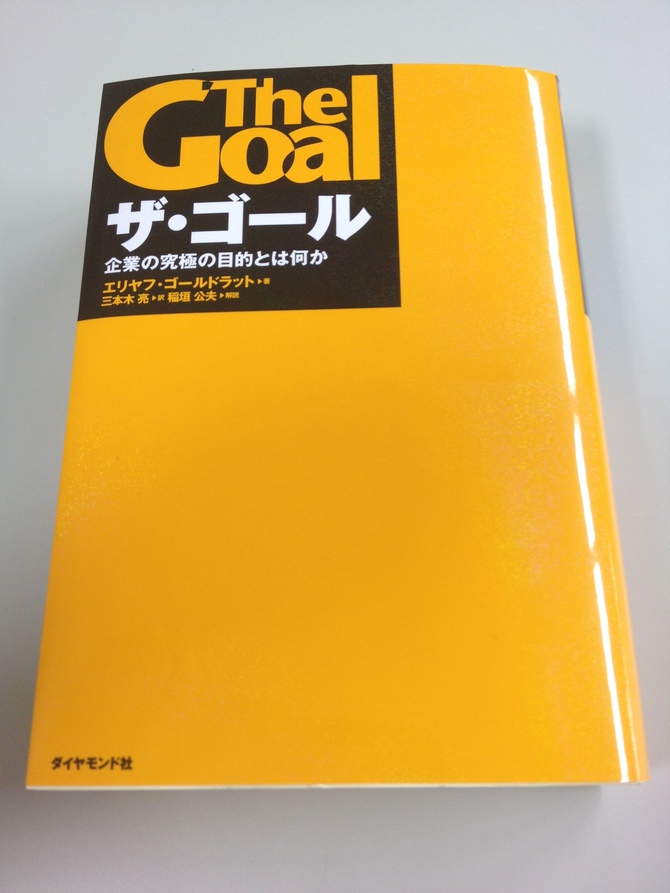 The
Goal
ザ・ゴール
企業の究極の目的とは何か
エリヤフ・ゴールドラット▶著
三本木 亮▶訳 稲垣 公夫▶解説
ダイヤモンド社